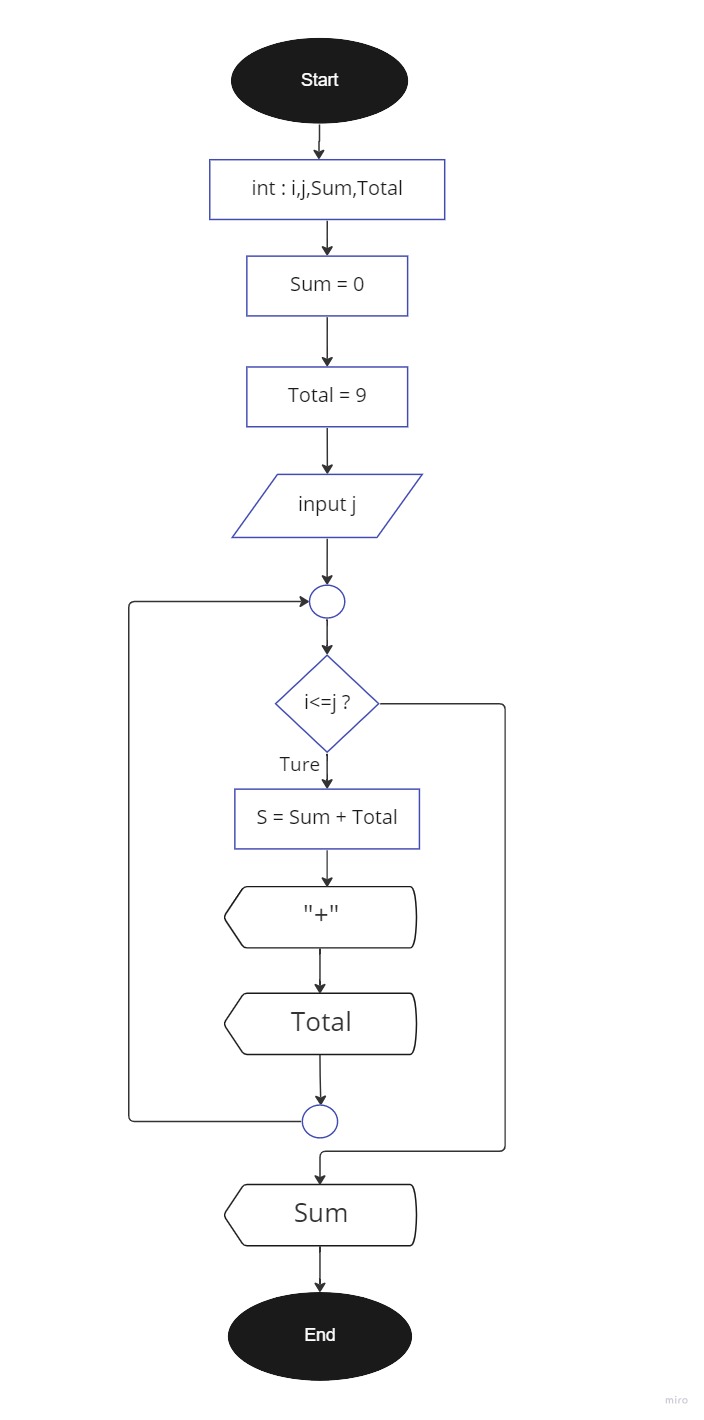 Start
int : i,j,Sum,Total
Sum = 0
Total = 9
input j
i<=j ?
Ture
S = Sum + Total
"+"
Total
Sum
End
miro